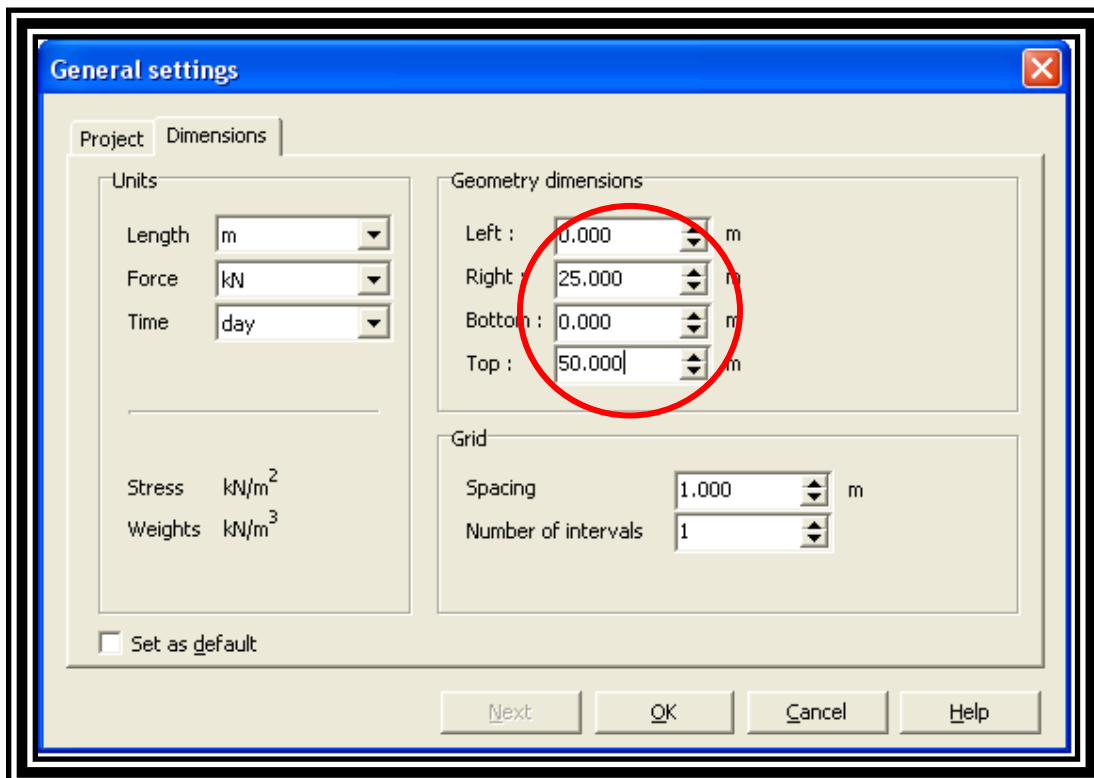 General settings
Project Dimensions
Units
Length m
Force kN
Time day
Stress kN/m²
Weights kN/m³
Geometry dimensions
Left : 0.000 m
Right : 25.000 m
Bottom : 0.000 m
Top : 50.000 m
Grid
Spacing 1.000 m
Number of intervals 1
Set as default
Next OK Cancel Help